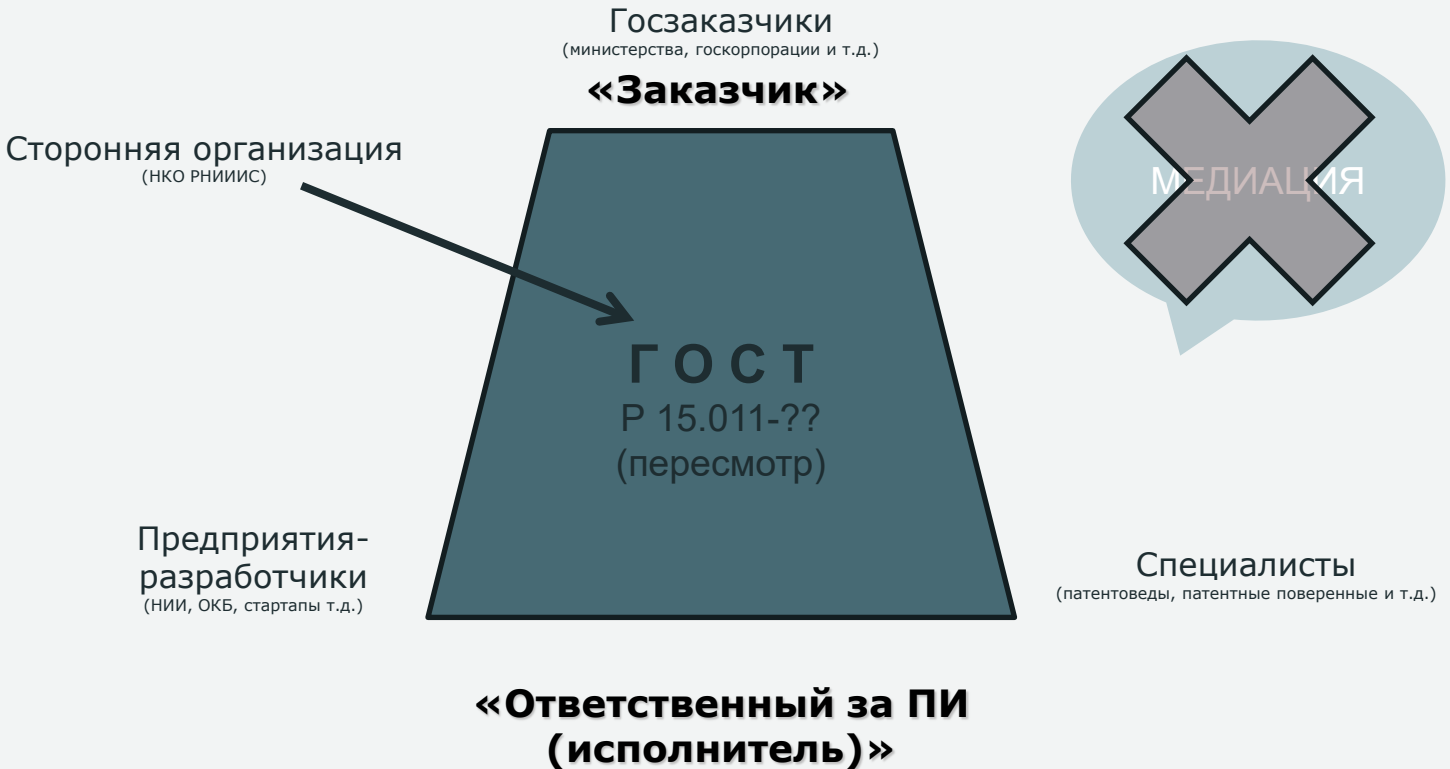 Госзаказчики
(министерства, госкорпорации и т.д.)
«Заказчик»
Сторонняя организация
(НКО РНИИИС)
МЕДИАЦИЯ
Г О С Т
Р 15.011-??
(пересмотр)
Предприятия-
разработчики
(НИИ, ОКБ, стартапы т.д.)
Специалисты
(патентоведы, патентные поверенные и т.д.)
«Ответственный за ПИ
(исполнитель)»